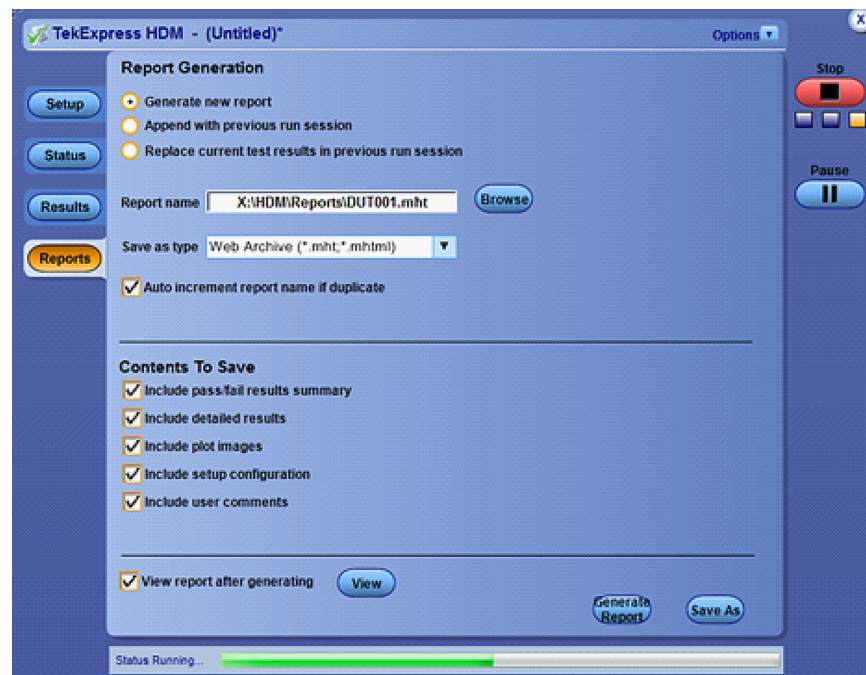 TekExpress HDM - (Untitled)*
Options
X
Stop
Setup
Status
Results
Reports
Pause
Report Generation
Generate new report
Append with previous run session
Replace current test results in previous run session
Report name X:\HDM\Reports\DUT001.mht Browse
Save as type Web Archive (*.mht;*.mhtml)
Auto increment report name if duplicate
Contents To Save
Include pass/fail results summary
Include detailed results
Include plot images
Include setup configuration
Include user comments
View report after generating View
Generate
Report
Save As
Status Running...